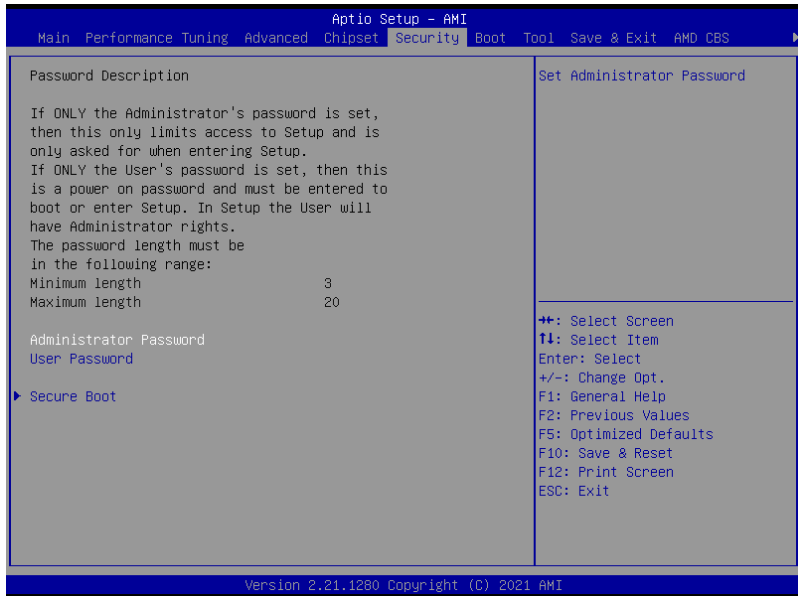 Aptio Setup – AMI
Main Performance Tuning Advanced Chipset Security Boot Tool Save & Exit AMD CBS
Password Description
If ONLY the Administrator's password is set,
then this only limits access to Setup and is
only asked for when entering Setup.
If ONLY the User's password is set, then this
is a power on password and must be entered to
boot or enter Setup. In Setup the User will
have Administrator rights.
The password length must be
in the following range:
Minimum length 3
Maximum length 20
Administrator Password
User Password
Secure Boot
Set Administrator Password
→←: Select Screen
↑↓: Select Item
Enter: Select
+/-: Change Opt.
F1: General Help
F2: Previous Values
F5: Optimized Defaults
F10: Save & Reset
F12: Print Screen
ESC: Exit
Version 2.21.1280 Copyright (C) 2021 AMI